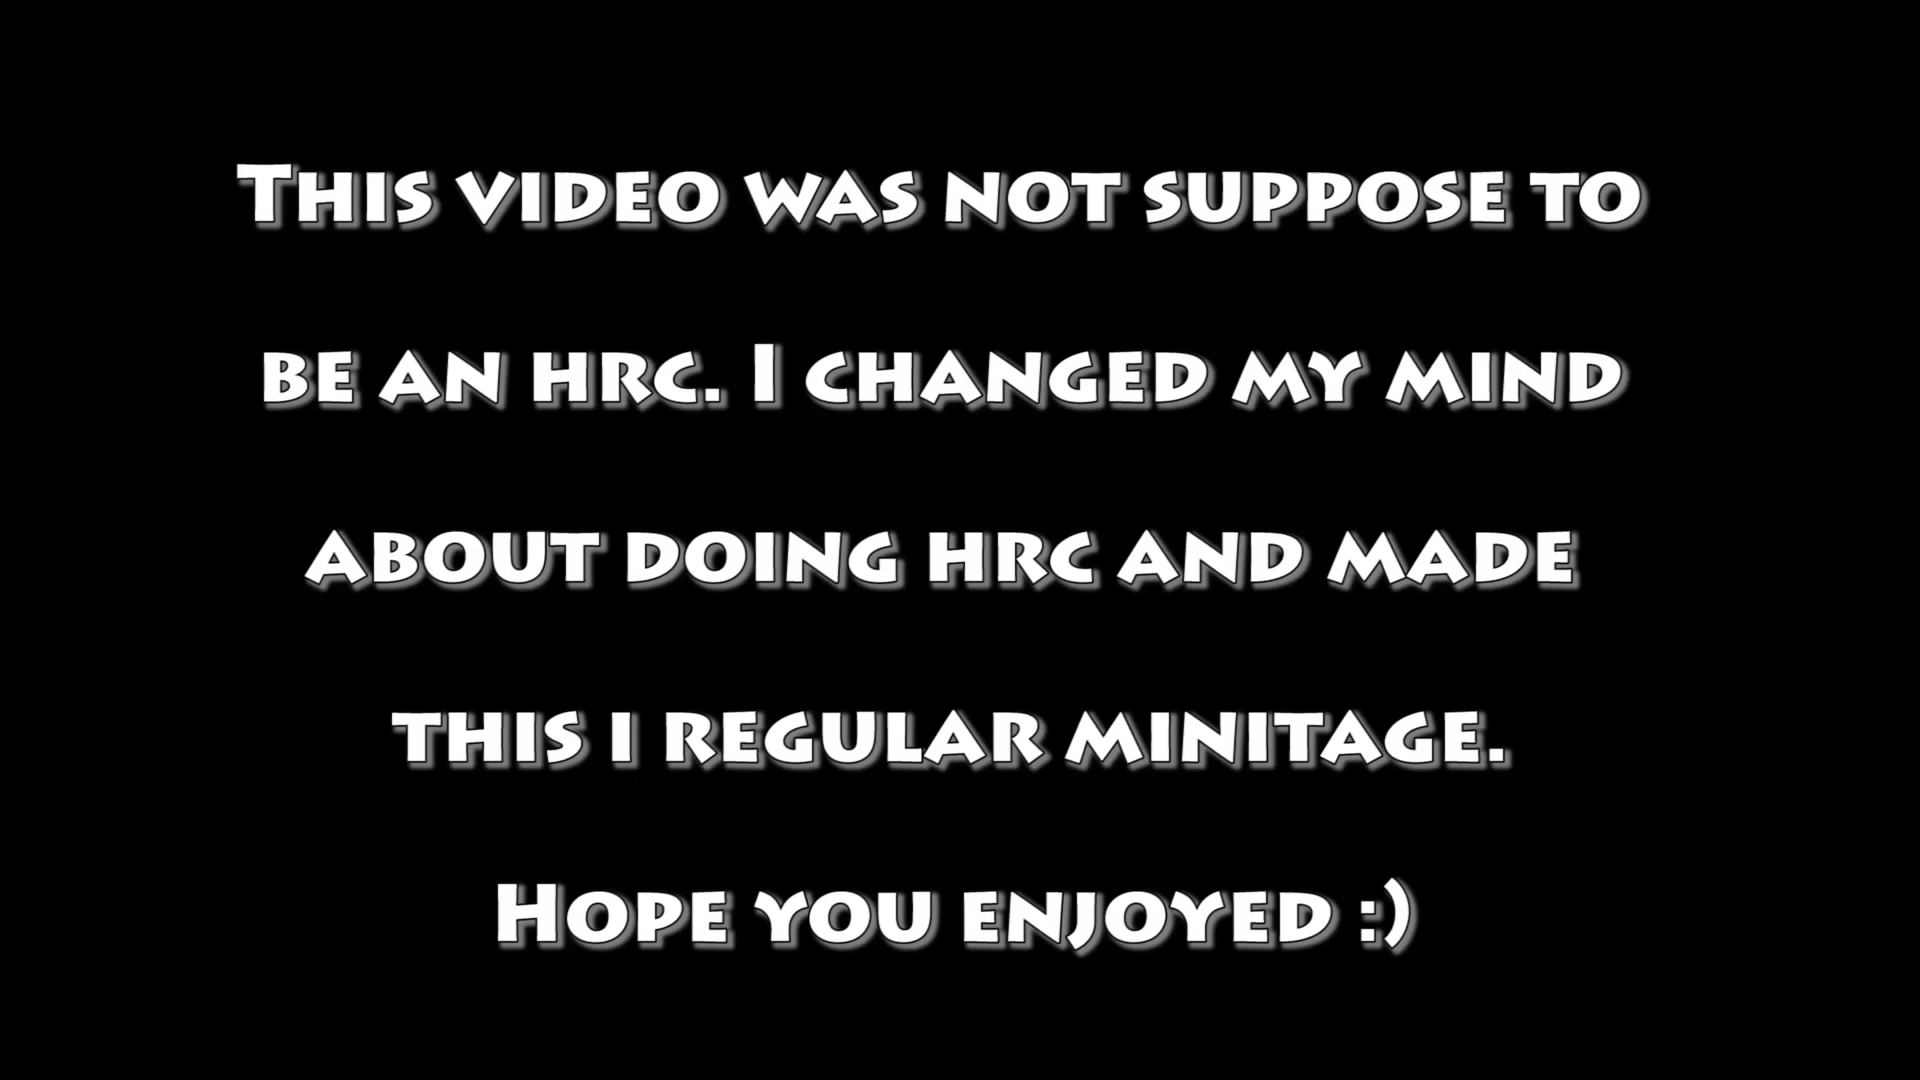 This video was not suppose to
be an hrc. I changed my mind
about doing hrc and made
this i regular minitage.
Hope you enjoyed :)